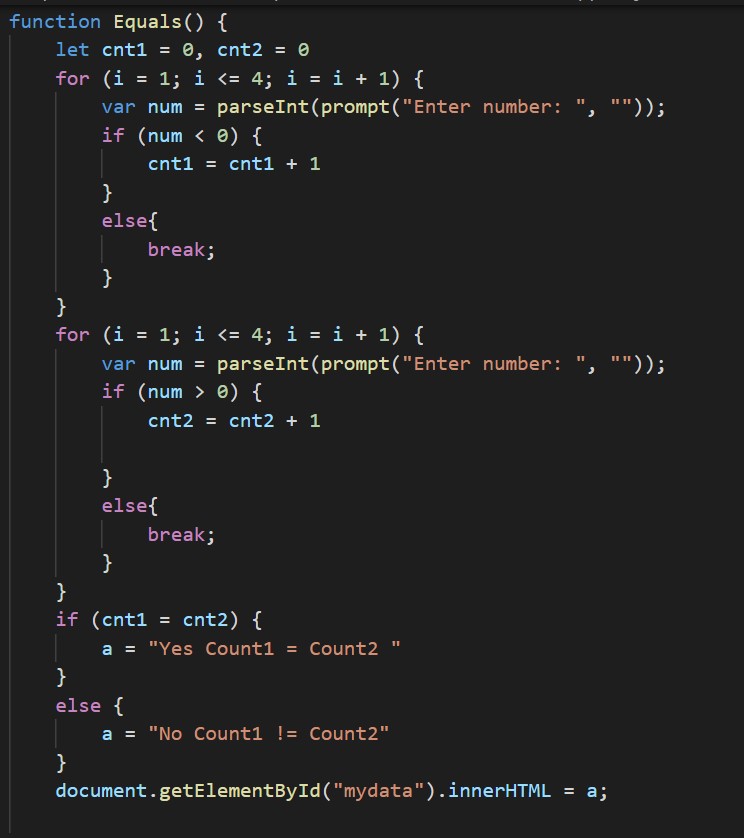 function Equals() {
    let cnt1 = 0, cnt2 = 0
    for (i = 1; i <= 4; i = i + 1) {
        var num = parseInt(prompt("Enter number: ", ""));
        if (num < 0) {
            cnt1 = cnt1 + 1
        }
        else{
            break;
        }
    }
    for (i = 1; i <= 4; i = i + 1) {
        var num = parseInt(prompt("Enter number: ", ""));
        if (num > 0) {
            cnt2 = cnt2 + 1

        }
        else{
            break;
        }
    }
    if (cnt1 = cnt2) {
        a = "Yes Count1 = Count2 "
    }
    else {
        a = "No Count1 != Count2"
    }
    document.getElementById("mydata").innerHTML = a;